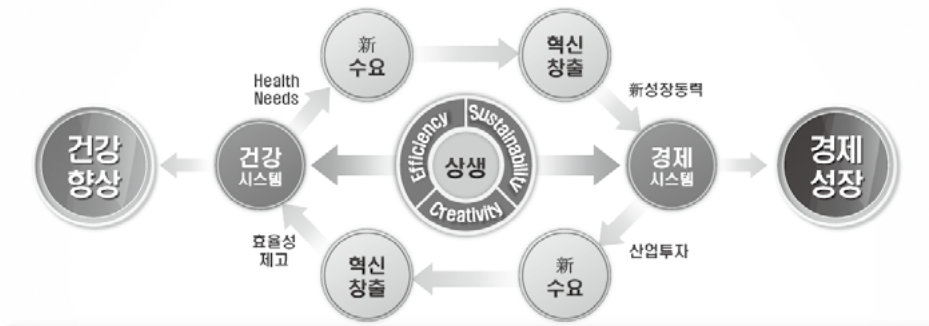 新
수요
혁신
창출
Health
Needs
新성장동력
건강
향상
건강
시스템
Efficiency
Sustainability
상생
Creativity
경제
시스템
경제
성장
효율성
제고
산업투자
혁신
창출
新
수요